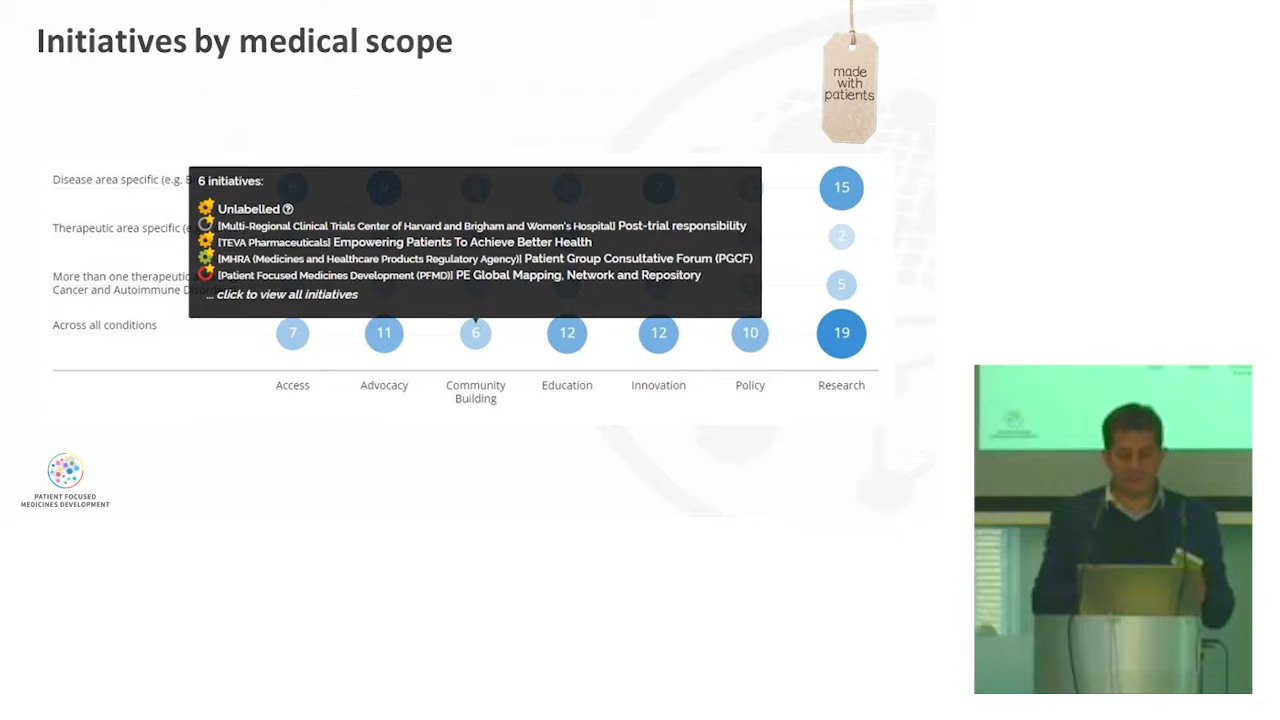 Initiatives by medical scope
made
with
patients
Disease area specific (e.g.
6 initiatives:
15
Unlabelled
Therapeutic area specific
[Multi-Regional Clinical Trials Center of Harvard and Brigham and Women's Hospital] Post-trial responsibility
2
[TEVA Pharmaceuticals] Empowering Patients To Achieve Better Health
[MHRA (Medicines and Healthcare Products Regulatory Agency)] Patient Group Consultative Forum (PGCF)
More than one
[Patient Focused Medicines Development (PFMD)] PE Global Mapping, Network and Repository
5
Cancer and Autoimmune
... click to view all initiatives
Across all conditions
7 11 6 12 12 10 19
Access Advocacy Community Education Innovation Policy Research
Building
PATIENT FOCUSED
MEDICINES DEVELOPMENT